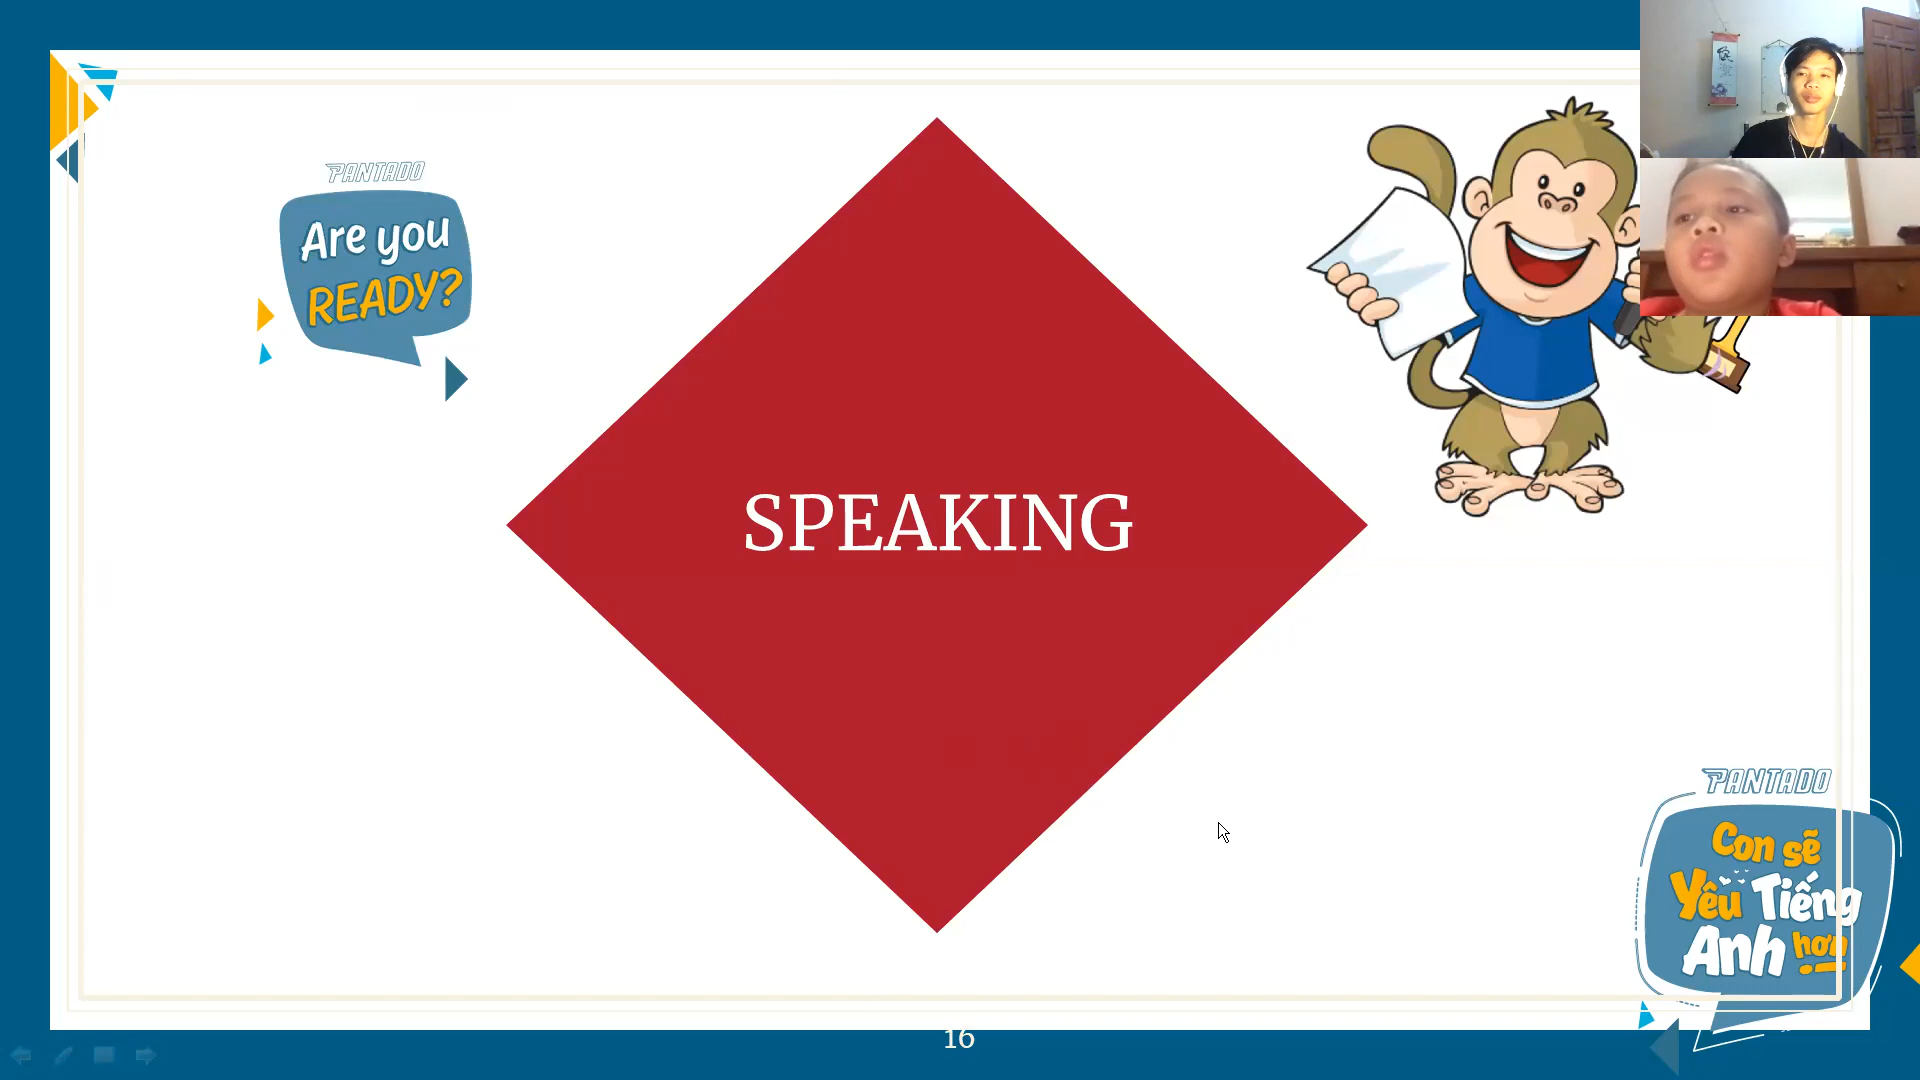 PANTADO
Are you
READY?
SPEAKING
PANTADO
Con sẽ
Yêu Tiếng
Anh hơn
16